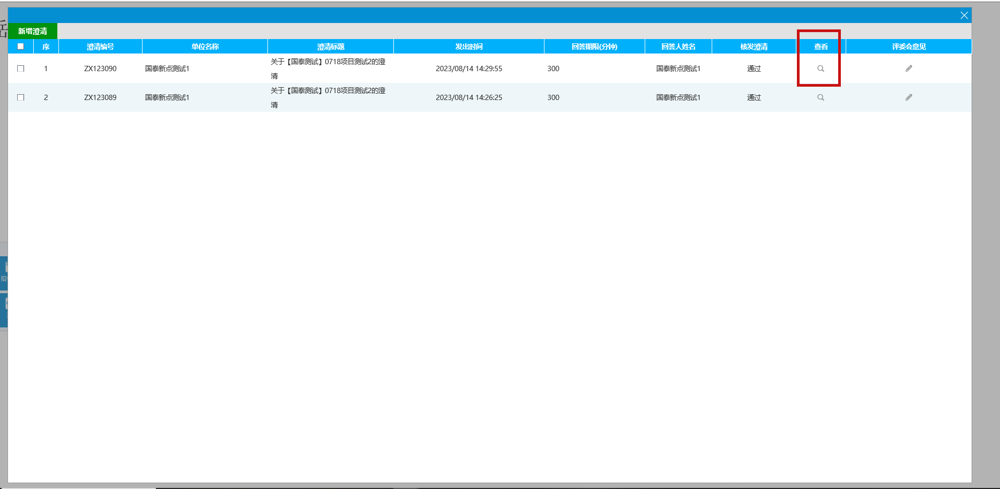 新增澄清
序 澄清编号 单位名称 澄清标题 发出时间 回答期限(分钟) 回答人姓名 核发澄清 查看 评委会意见
1 ZX123090 国泰新点测试1 关于【国泰测试】0718项目测试2的澄清 2023/08/14 14:29:55 300 国泰新点测试1 通过
2 ZX123089 国泰新点测试1 关于【国泰测试】0718项目测试2的澄清 2023/08/14 14:26:25 300 国泰新点测试1 通过
招